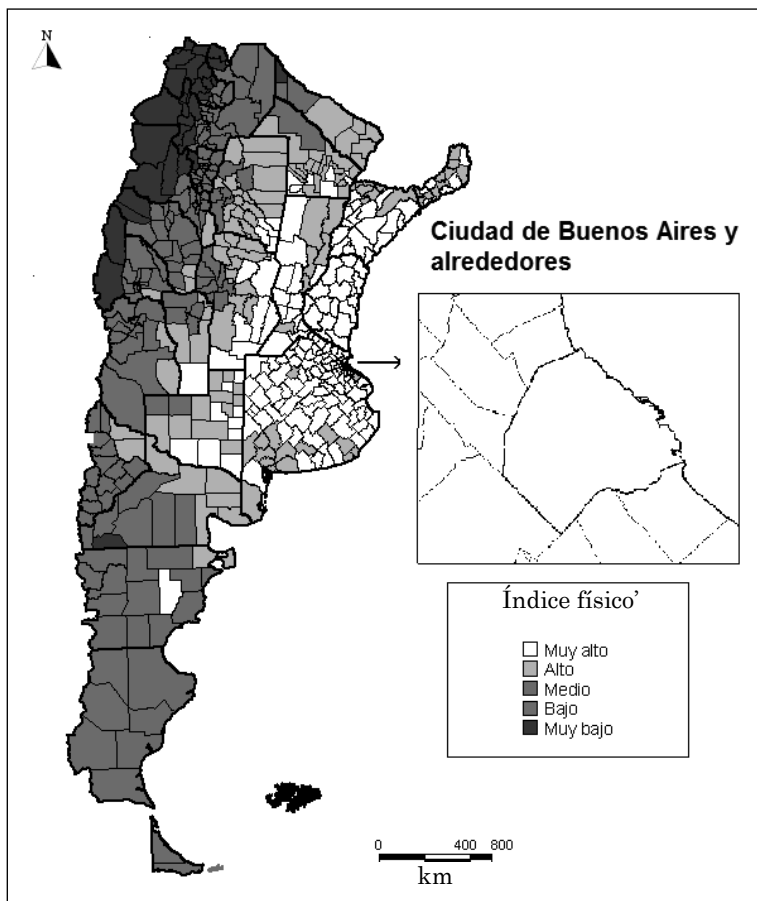 N
Ciudad de Buenos Aires y
alrededores
Índice físico'
Muy alto
Alto
Medio
Bajo
Muy bajo
0 400 800
km